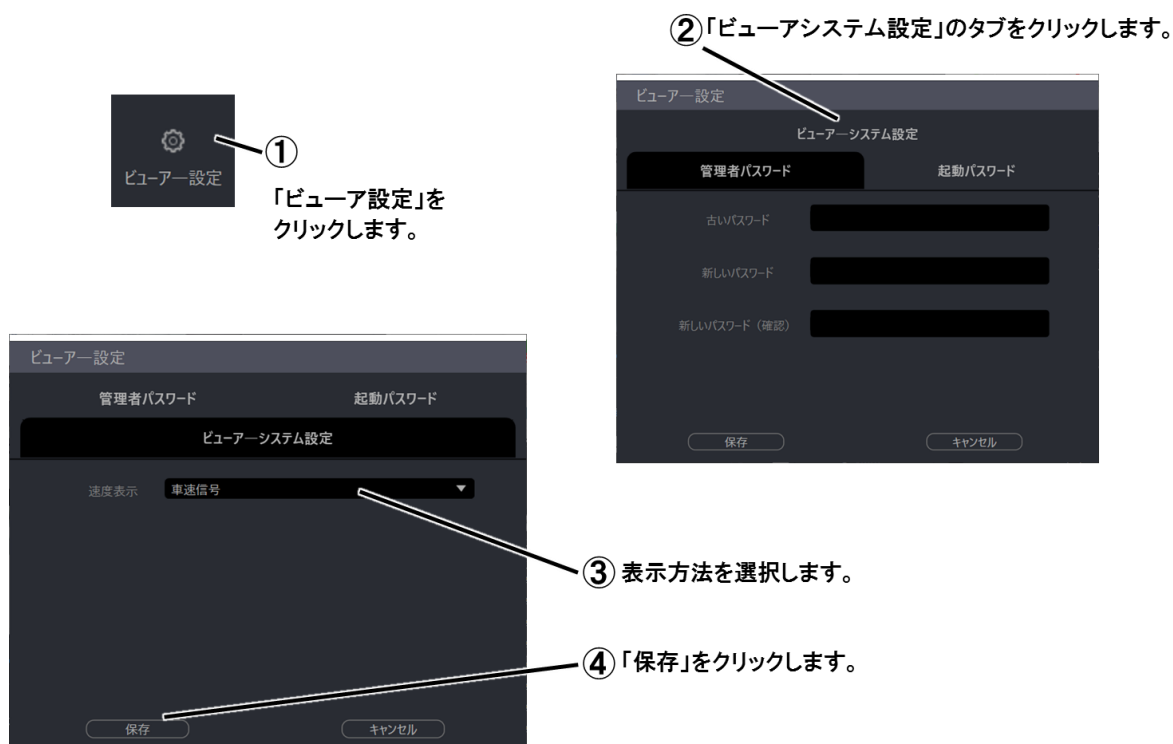 ②「ビューアシステム設定」のタブをクリックします。
ビューアー設定
①
「ビューア設定」を
クリックします。
ビューアー設定
ビューアーシステム設定
管理者パスワード 起動パスワード
古いパスワード
新しいパスワード
新しいパスワード（確認）
保存 キャンセル
ビューアー設定
管理者パスワード 起動パスワード
ビューアーシステム設定
速度表示 車速信号 ▼
③ 表示方法を選択します。
④「保存」をクリックします。
保存 キャンセル